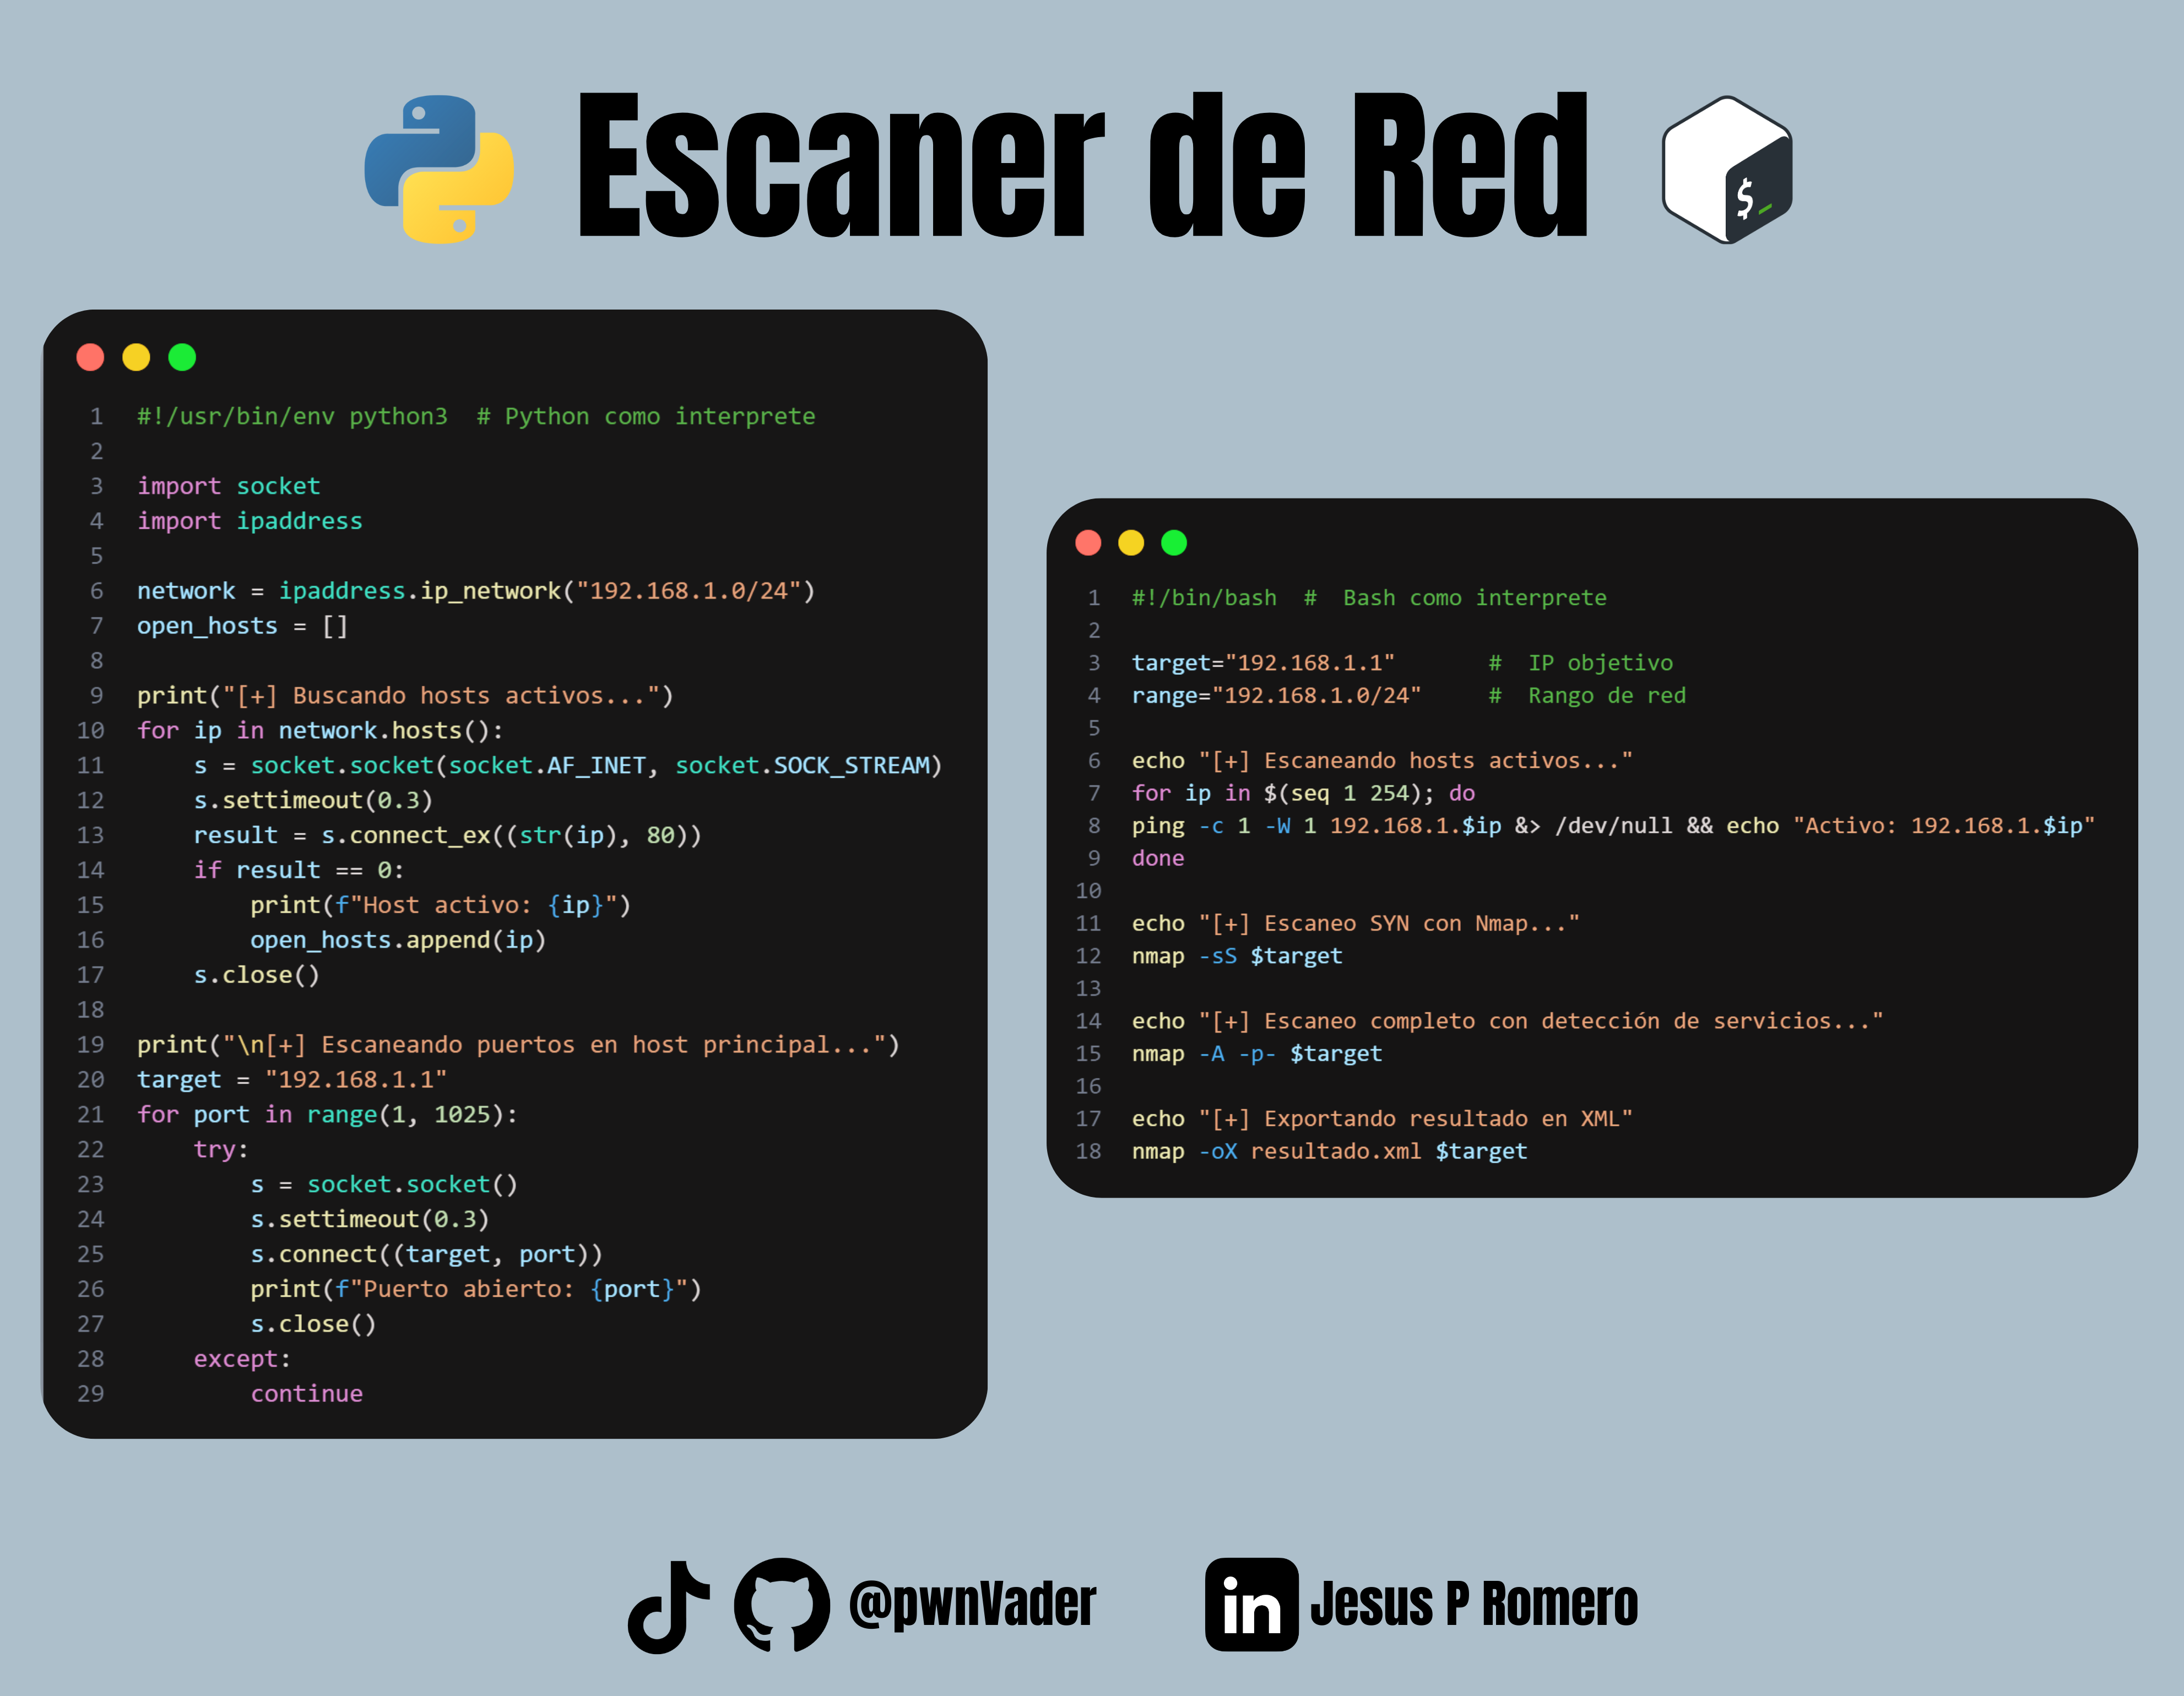 Escaner de Red
$_
1 #!/usr/bin/env python3  # Python como interprete
2
3 import socket
4 import ipaddress
5
6 network = ipaddress.ip_network("192.168.1.0/24")
7 open_hosts = []
8
9 print("[+] Buscando hosts activos...")
10 for ip in network.hosts():
11     s = socket.socket(socket.AF_INET, socket.SOCK_STREAM)
12     s.settimeout(0.3)
13     result = s.connect_ex((str(ip), 80))
14     if result == 0:
15         print(f"Host activo: {ip}")
16         open_hosts.append(ip)
17     s.close()
18
19 print("\n[+] Escaneando puertos en host principal...")
20 target = "192.168.1.1"
21 for port in range(1, 1025):
22     try:
23         s = socket.socket()
24         s.settimeout(0.3)
25         s.connect((target, port))
26         print(f"Puerto abierto: {port}")
27         s.close()
28     except:
29         continue
1 #!/bin/bash  #  Bash como interprete
2
3 target="192.168.1.1"       #  IP objetivo
4 range="192.168.1.0/24"     #  Rango de red
5
6 echo "[+] Escaneando hosts activos..."
7 for ip in $(seq 1 254); do
8 ping -c 1 -W 1 192.168.1.$ip &> /dev/null && echo "Activo: 192.168.1.$ip"
9 done
10
11 echo "[+] Escaneo SYN con Nmap..."
12 nmap -sS $target
13
14 echo "[+] Escaneo completo con detección de servicios..."
15 nmap -A -p- $target
16
17 echo "[+] Exportando resultado en XML"
18 nmap -oX resultado.xml $target
@pwnVader
in Jesus P Romero